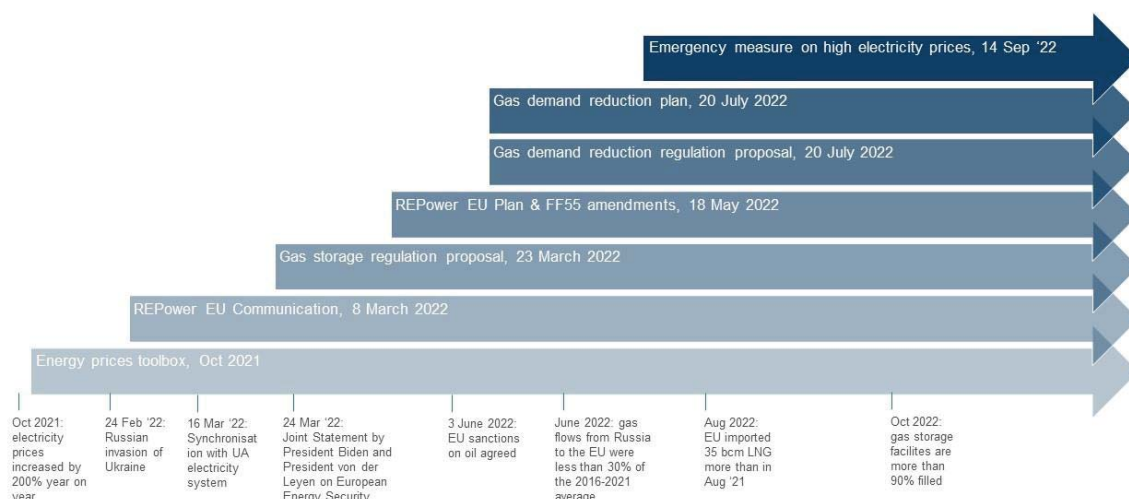 Emergency measure on high electricity prices, 14 Sep ‘22
Gas demand reduction plan, 20 July 2022
Gas demand reduction regulation proposal, 20 July 2022
REPower EU Plan & FF55 amendments, 18 May 2022
Gas storage regulation proposal, 23 March 2022
REPower EU Communication, 8 March 2022
Energy prices toolbox, Oct 2021
Oct 2021:
electricity
prices
increased by
200% year on
year
24 Feb ‘22:
Russian
invasion of
Ukraine
16 Mar ‘22:
Synchronisat
ion with UA
electricity
system
24 Mar ‘22:
Joint Statement by
President Biden and
President von der
Leyen on European
Energy Security
3 June 2022:
EU sanctions
on oil agreed
June 2022: gas
flows from Russia
to the EU were
less than 30% of
the 2016-2021
average
Aug 2022:
EU imported
35 bcm LNG
more than in
Aug ’21
Oct 2022:
gas storage
facilites are
more than
90% filled